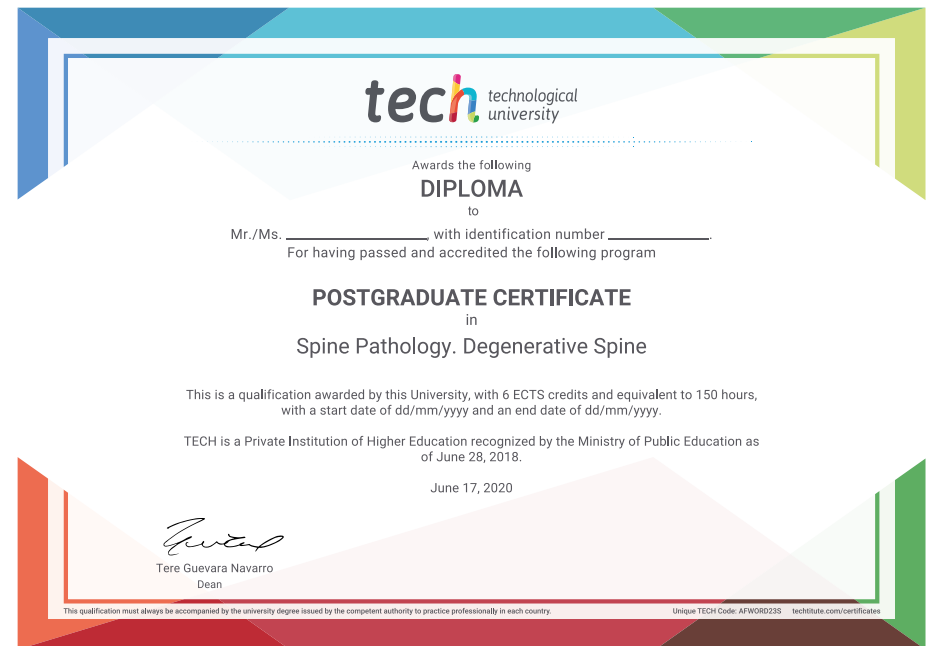 tech technological
university
Awards the following
DIPLOMA
to
Mr./Ms. ____________________, with identification number ______________.
For having passed and accredited the following program
POSTGRADUATE CERTIFICATE
in
Spine Pathology. Degenerative Spine
This is a qualification awarded by this University, with 6 ECTS credits and equivalent to 150 hours,
with a start date of dd/mm/yyyy and an end date of dd/mm/yyyy.
TECH is a Private Institution of Higher Education recognized by the Ministry of Public Education as
of June 28, 2018.
June 17, 2020
Tere Guevara Navarro
Dean
This qualification must always be accompanied by the university degree issued by the competent authority to practice professionally in each country.
Unique TECH Code: AFWORD23S techtitute.com/certificates